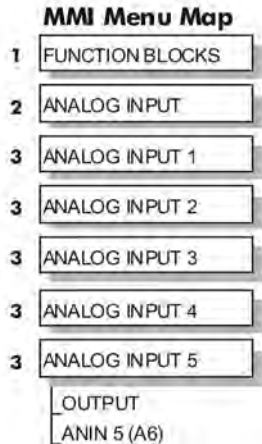 MMI Menu Map
1 FUNCTION BLOCKS
2 ANALOG INPUT
3 ANALOG INPUT 1
3 ANALOG INPUT 2
3 ANALOG INPUT 3
3 ANALOG INPUT 4
3 ANALOG INPUT 5
OUTPUT
ANIN 5 (A6)